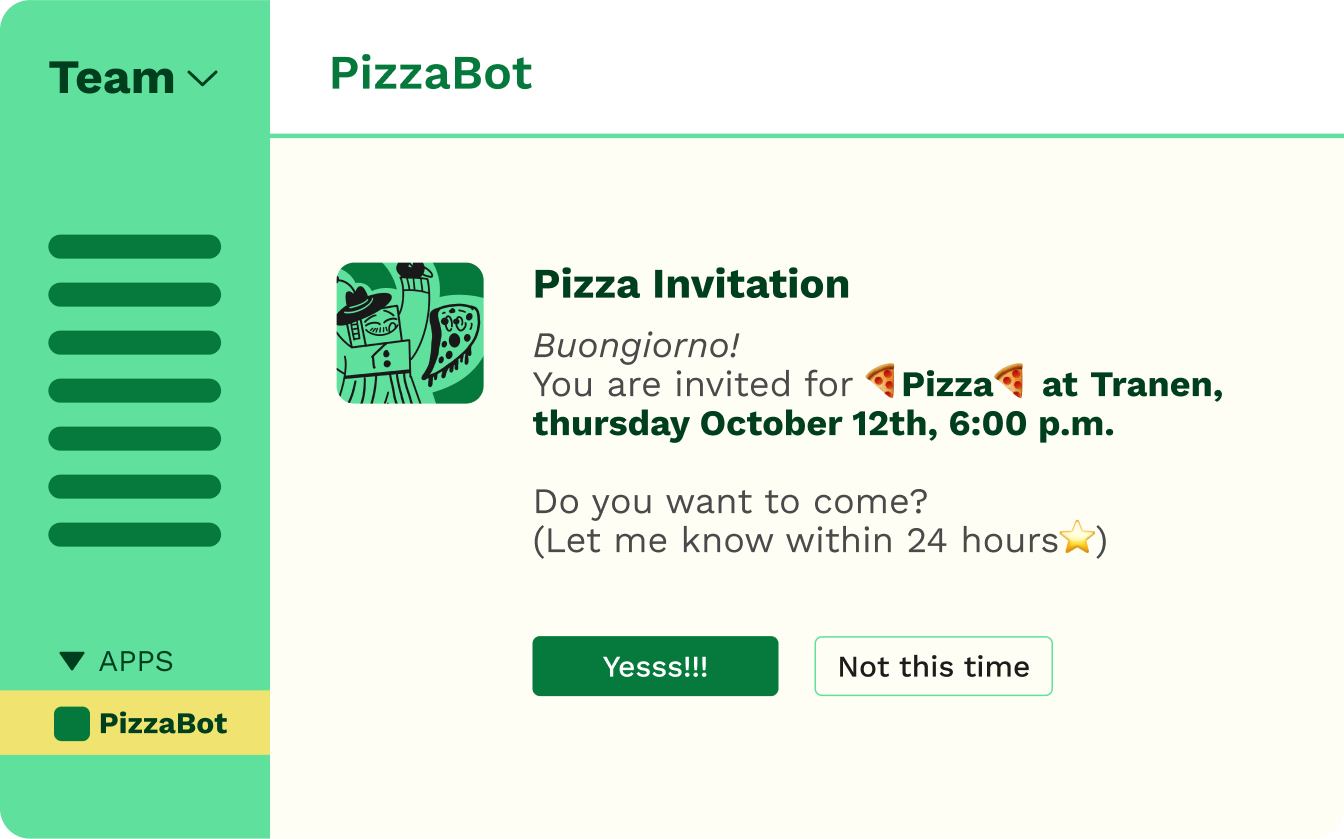 Team
PizzaBot
Pizza Invitation
Buongiorno!
You are invited for 🍕Pizza🍕 at Tranen,
thursday October 12th, 6:00 p.m.
Do you want to come?
(Let me know within 24 hours⭐)
Yesss!!!
Not this time
APPS
PizzaBot